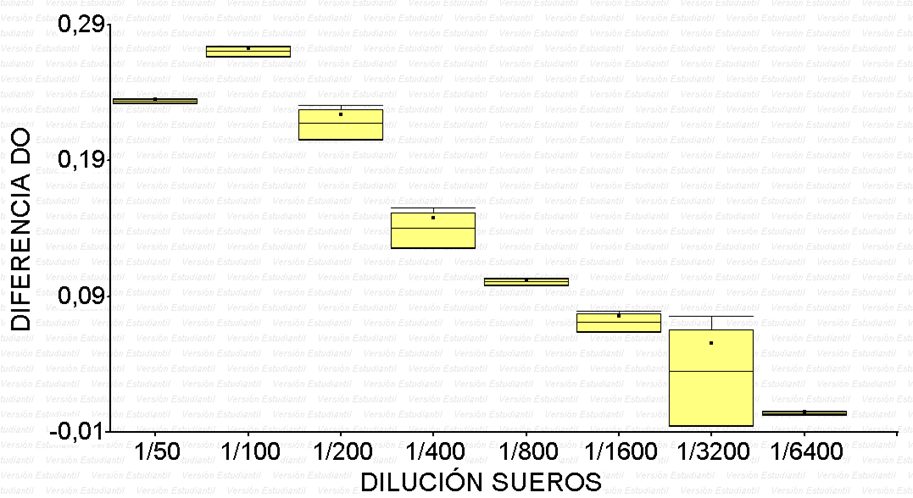 DIFERENCIA DO
0,29
0,19
0,09
-0,01
1/50 1/100 1/200 1/400 1/800 1/1600 1/3200 1/6400
DILUCIÓN SUEROS
Versión Estudiantil